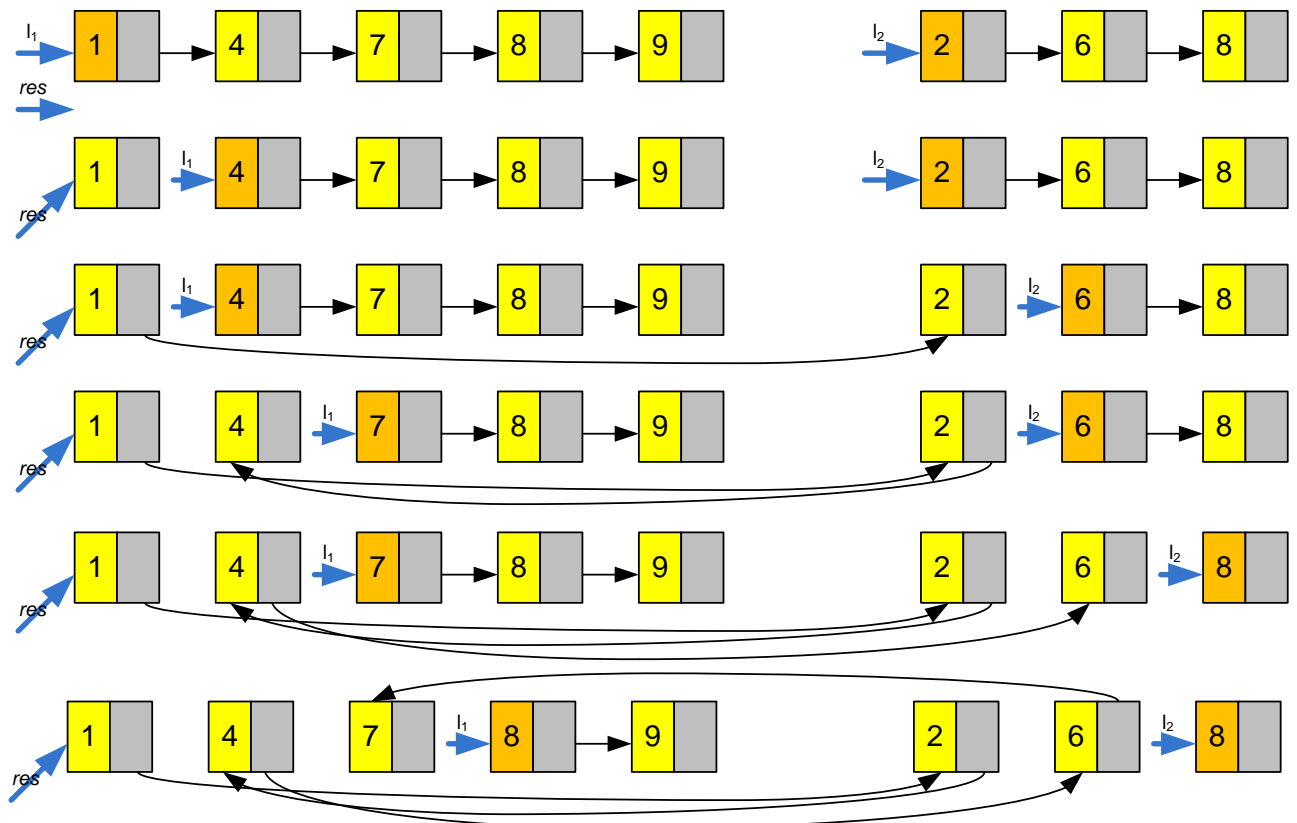 l₁ 1 4 7 8 9 l₂ 2 6 8
res
1 l₁ 4 7 8 9 l₂ 2 6 8
res
1 l₁ 4 7 8 9 2 l₂ 6 8
res
1 4 l₁ 7 8 9 2 l₂ 6 8
res
1 4 l₁ 7 8 9 2 6 l₂ 8
res
1 4 7 l₁ 8 9 2 6 l₂ 8
res